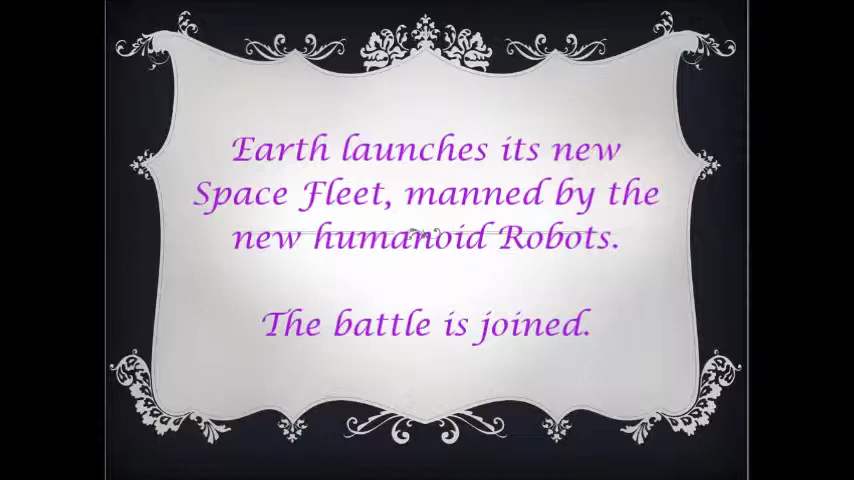 Earth launches its new
Space Fleet, manned by the
new humanoid Robots.
The battle is joined.